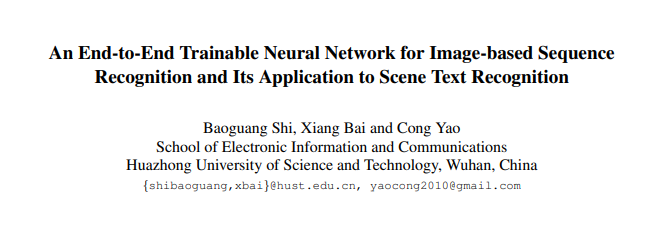 An End-to-End Trainable Neural Network for Image-based Sequence
Recognition and Its Application to Scene Text Recognition
Baoguang Shi, Xiang Bai and Cong Yao
School of Electronic Information and Communications
Huazhong University of Science and Technology, Wuhan, China
{shibaoguang,xbai}@hust.edu.cn, yaocong2010@gmail.com